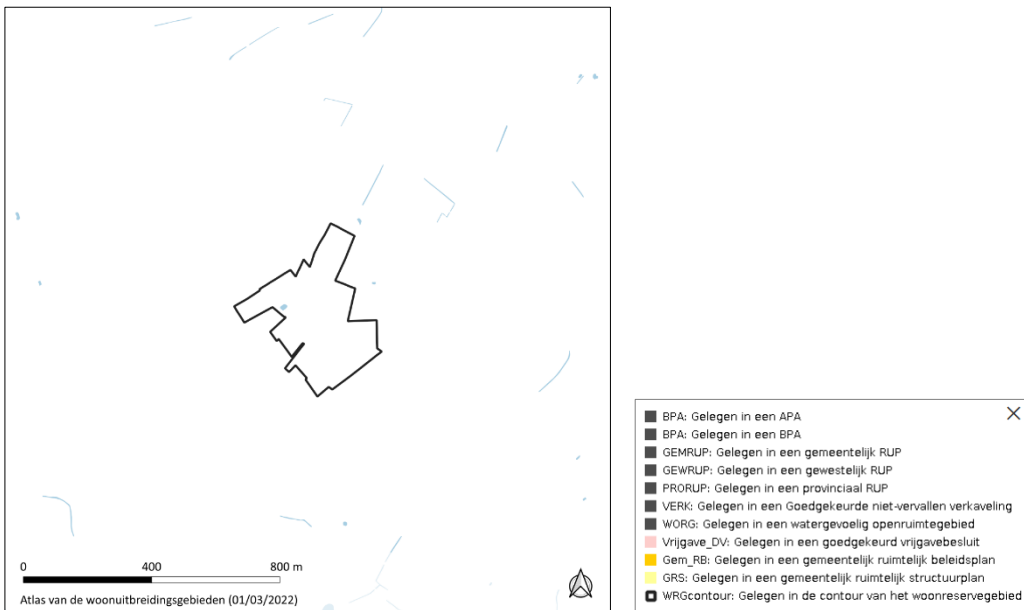 0 400 800 m
Atlas van de woonuitbreidingsgebieden (01/03/2022)
BPA: Gelegen in een APA
BPA: Gelegen in een BPA
GEMRUP: Gelegen in een gemeentelijk RUP
GEWRUP: Gelegen in een gewestelijk RUP
PRORUP: Gelegen in een provinciaal RUP
VERK: Gelegen in een Goedgekeurde niet-vervallen verkaveling
WORG: Gelegen in een watergevoelig openruimtegebied
Vrijgave_DV: Gelegen in een goedgekeurd vrijgavebesluit
Gem_RB: Gelegen in een gemeentelijk ruimtelijk beleidsplan
GRS: Gelegen in een gemeentelijk ruimtelijk structuurplan
WRGcontour: Gelegen in de contour van het woonreservegebied